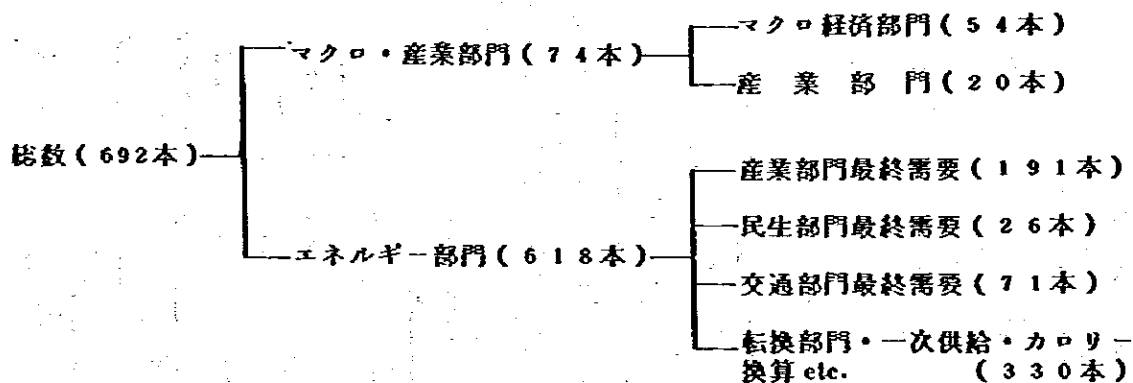 マクロ経済部門(54本)
マクロ・産業部門(74本)
産業部門(20本)
総数(692本)
産業部門最終需要(191本)
民生部門最終需要(26本)
エネルギー部門(618本)
交通部門最終需要(71本)
転換部門・一次供給・カロリー
換算etc.(330本)